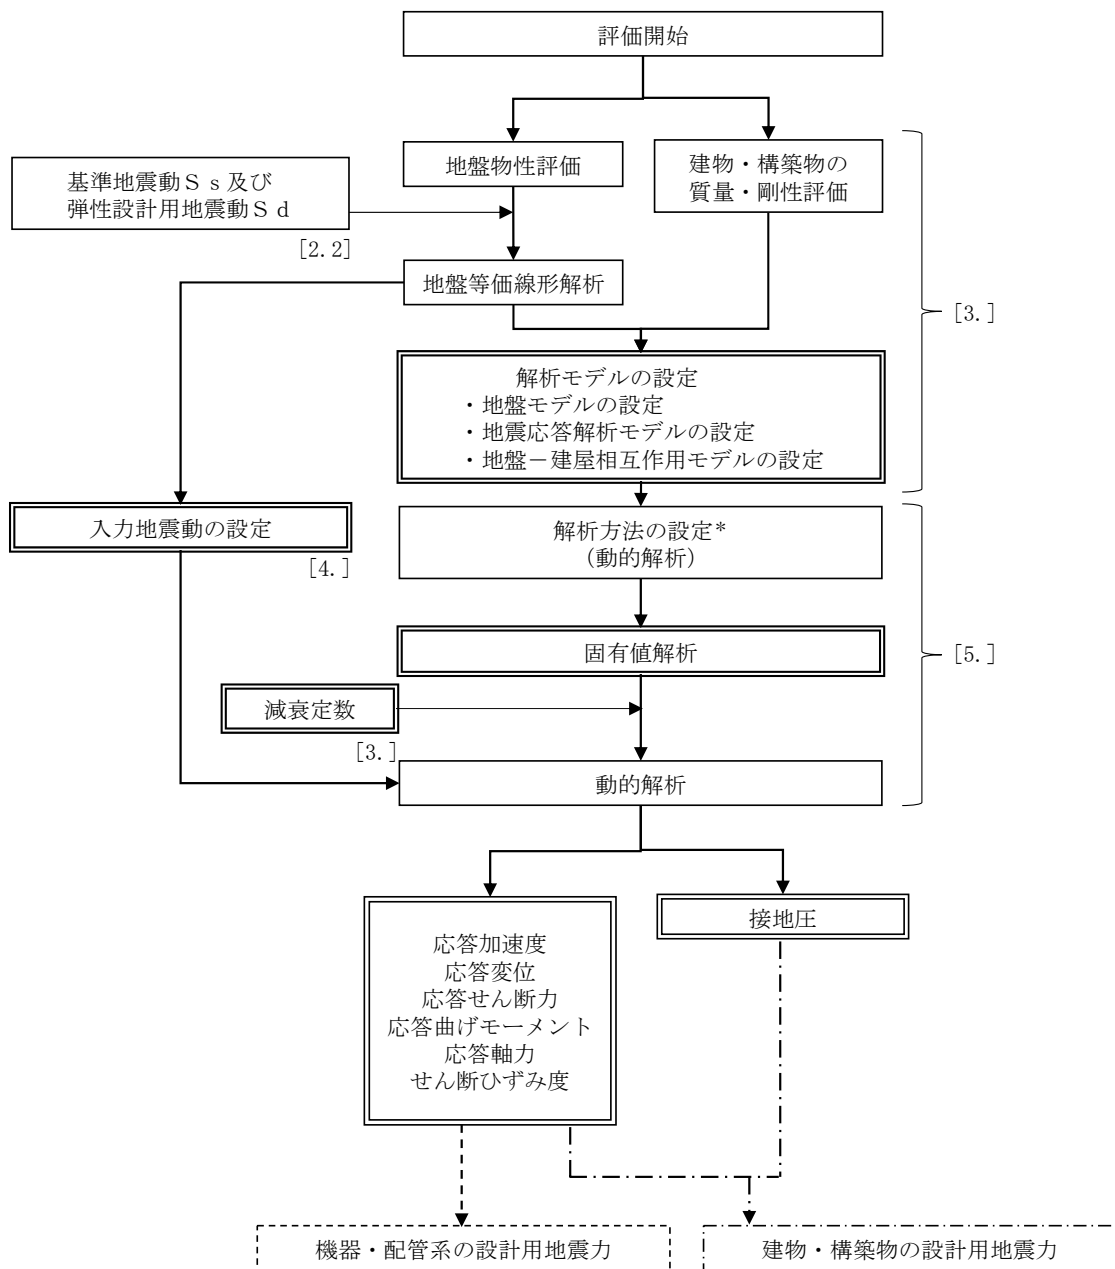 評価開始
地盤物性評価
建物・構築物の
質量・剛性評価
基準地震動Ｓｓ及び
弾性設計用地震動Ｓｄ
[2.2]
地盤等価線形解析
[3.]
解析モデルの設定
・地盤モデルの設定
・地震応答解析モデルの設定
・地盤－建屋相互作用モデルの設定
入力地震動の設定
[4.]
解析方法の設定*
（動的解析）
固有値解析
[5.]
減衰定数
[3.]
動的解析
応答加速度
応答変位
応答せん断力
応答曲げモーメント
応答軸力
せん断ひずみ度
接地圧
機器・配管系の設計用地震力
建物・構築物の設計用地震力